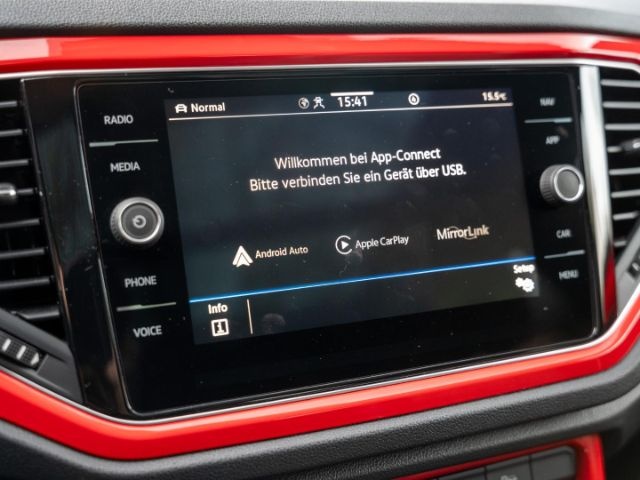 RADIO
MEDIA
PHONE
VOICE
Normal
15:41
15.5°C
Willkommen bei App-Connect
Bitte verbinden Sie ein Gerät über USB.
Android Auto
Apple CarPlay
MirrorLink
Info
Setup
NAV
APP
CAR
MENU